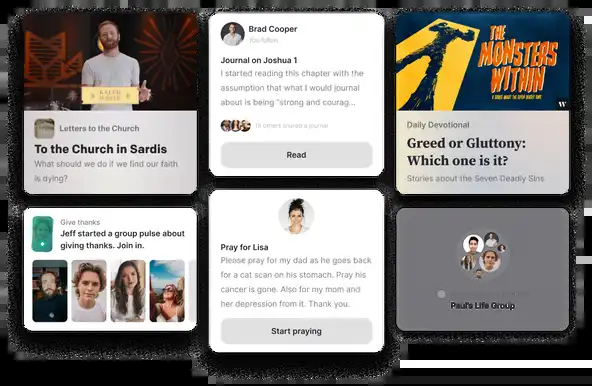 KALEB
Letters to the Church
To the Church in Sardis
What should we do if we find our faith
is dying?
Give thanks
Jeff started a group pulse about
giving thanks. Join in.
Brad Cooper
You follow
Journal on Joshua 1
I started reading this chapter with the
assumption that what I would journal
about is being "strong and courag...
16 others shared a journal
Read
Pray for Lisa
Please pray for my dad as he goes back
for a cat scan on his stomach. Pray his
cancer is gone. Also for my mom and
her depression from it. Thank you.
Start praying
THE
MONSTERS
WITHIN
A SERIES ABOUT THE SEVEN DEADLY SINS
W
Daily Devotional
Greed or Gluttony:
Which one is it?
Stories about the Seven Deadly Sins
Paul's Life Group